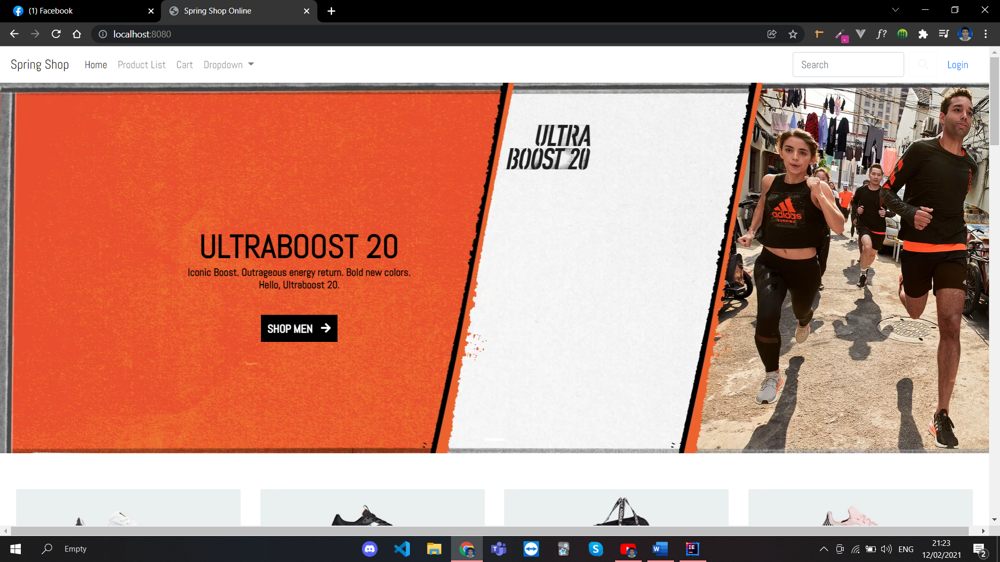 (1) Facebook
Spring Shop Online
localhost:8080
f?
Spring Shop
Home
Product List
Cart
Dropdown
Search
Login
ULTRA
BOOST 20
adidas
RUNNING
ULTRABOOST 20
Iconic Boost. Outrageous energy return. Bold new colors.
Hello, Ultraboost 20.
SHOP MEN
Empty
ENG
21:23
12/02/2021
2